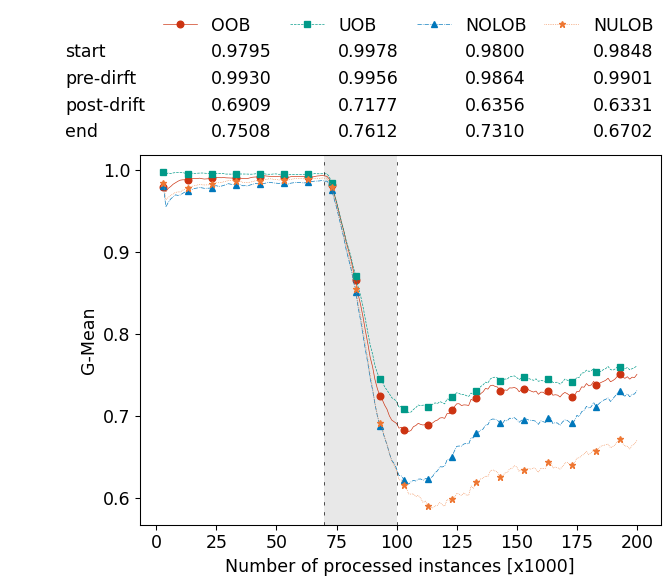 OOB UOB NOLOB NULOB
start 0.9795 0.9978 0.9800 0.9848
pre-dirft 0.9930 0.9956 0.9864 0.9901
post-drift 0.6909 0.7177 0.6356 0.6331
end 0.7508 0.7612 0.7310 0.6702
1.0
0.9
0.8
0.7
0.6
G-Mean
0 25 50 75 100 125 150 175 200
Number of processed instances [x1000]